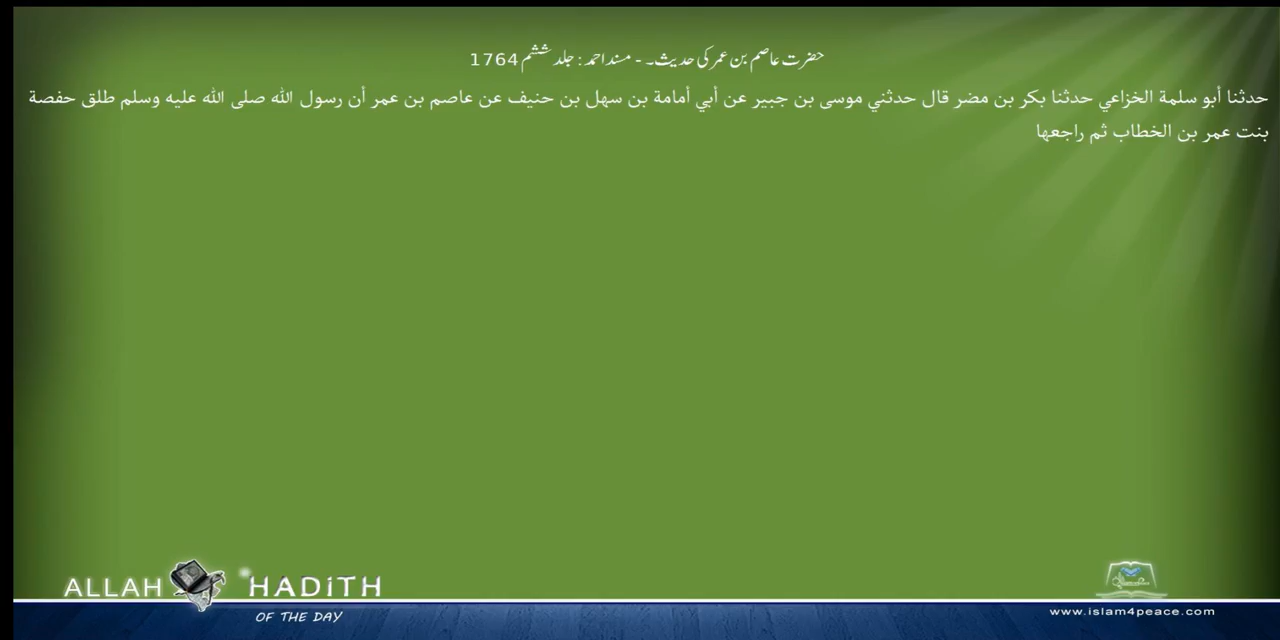 حضرت عاصم بن عمر کی حدیث۔ - مسند احمد : جلد ششم 1764
حدثنا أبو سلمة الخزاعي حدثنا بكر بن مضر قال حدثني موسى بن جبير عن أبي أمامة بن سهل بن حنيف عن عاصم بن عمر أن رسول الله صلى الله عليه وسلم طلق حفصة
بنت عمر بن الخطاب ثم راجعها
ALLAH HADITH
OF THE DAY
www.islam4peace.com